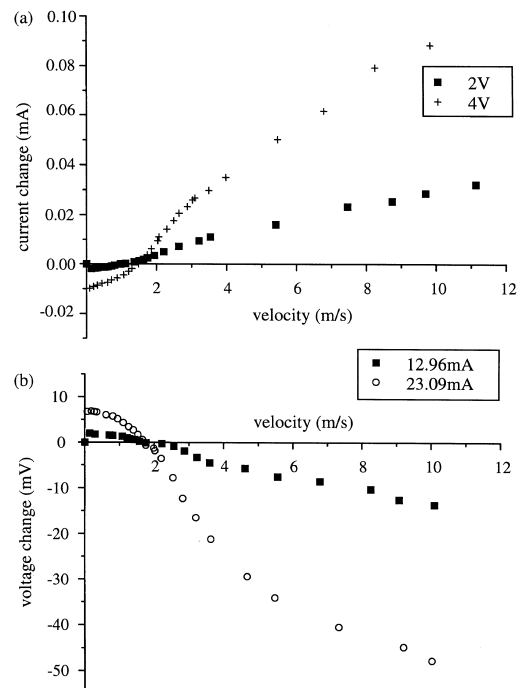 (a)
0.10
0.08
0.06
0.04
0.02
0.00
-0.02
current change (mA)
2V
4V
2 4 6 8 10 12
velocity (m/s)
12.96mA
23.09mA
(b)
velocity (m/s)
10
0
-10
-20
-30
-40
-50
voltage change (mV)
2 4 6 8 10 12